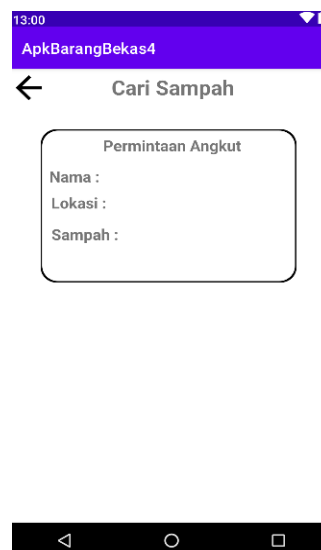 13:00
ApkBarangBekas4
Cari Sampah
Permintaan Angkut
Nama :
Lokasi :
Sampah :